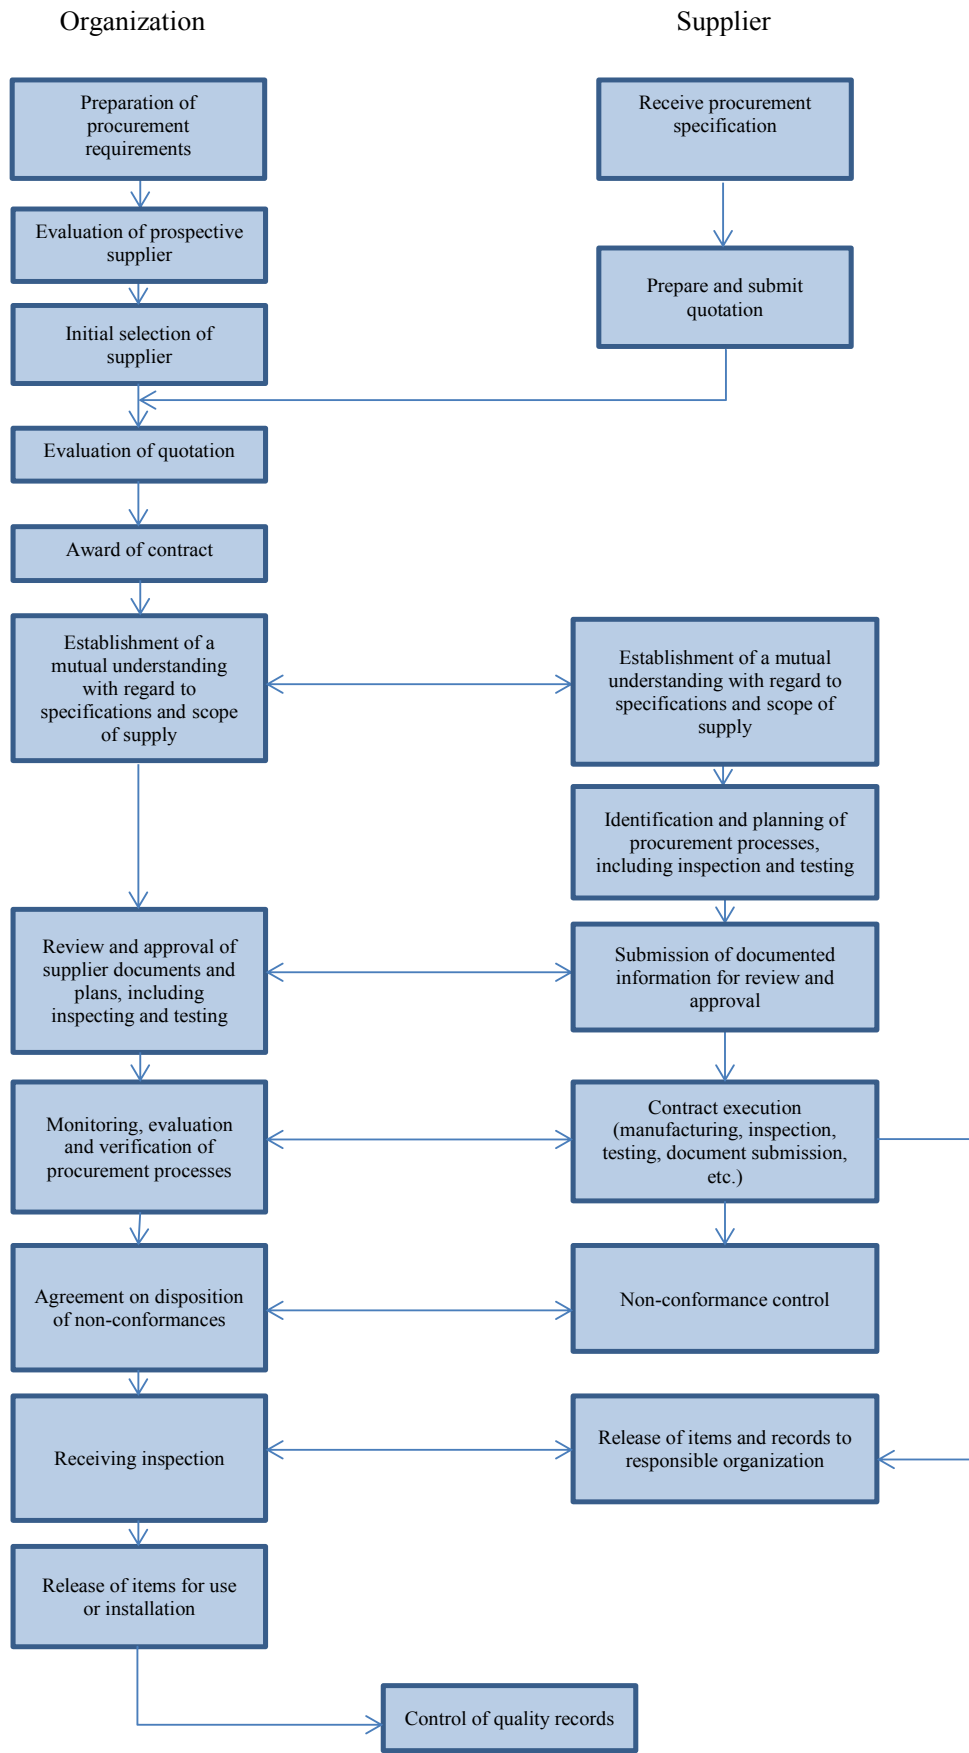 Organization
Supplier
Preparation of
procurement
requirements
Receive procurement
specification
Evaluation of prospective
supplier
Prepare and submit
quotation
Initial selection of
supplier
Evaluation of quotation
Award of contract
Establishment of a
mutual understanding
with regard to
specifications and scope
of supply
Establishment of a mutual
understanding with regard to
specifications and scope of
supply
Identification and planning of
procurement processes,
including inspection and testing
Review and approval of
supplier documents and
plans, including
inspecting and testing
Submission of documented
information for review and
approval
Monitoring, evaluation
and verification of
procurement processes
Contract execution
(manufacturing, inspection,
testing, document submission,
etc.)
Agreement on disposition
of non-conformances
Non-conformance control
Receiving inspection
Release of items and records to
responsible organization
Release of items for use
or installation
Control of quality records